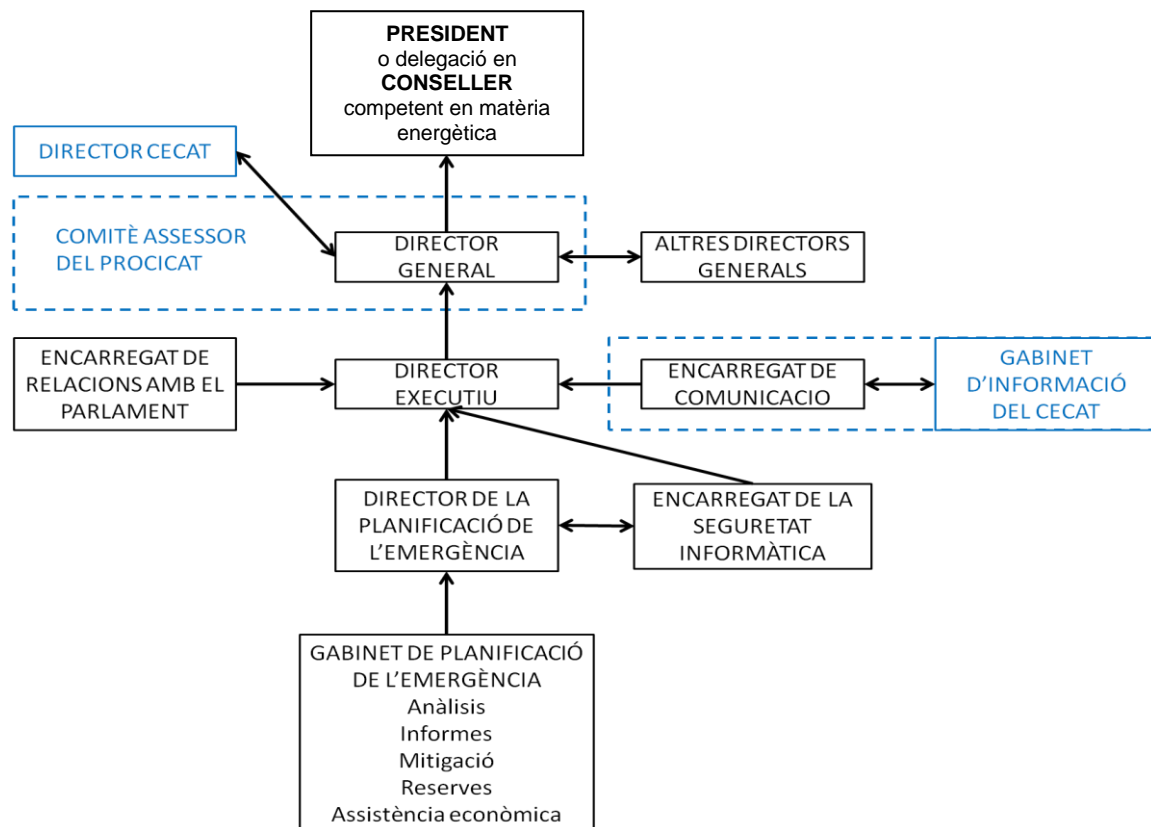 PRESIDENT
o delegació en
CONSELLER
competent en matèria
energètica
DIRECTOR CECAT
COMITÈ ASSESSOR
DEL PROCICAT
DIRECTOR
GENERAL
ALTRES DIRECTORS
GENERALS
ENCARREGAT DE
RELACIONS AMB EL
PARLAMENT
DIRECTOR
EXECUTIU
ENCARREGAT DE
COMUNICACIO
GABINET
D'INFORMACIÓ
DEL CECAT
DIRECTOR DE LA
PLANIFICACIÓ DE
L'EMERGÈNCIA
ENCARREGAT DE LA
SEGURETAT
INFORMÀTICA
GABINET DE PLANIFICACIÓ
DE L'EMERGÈNCIA
Anàlisis
Informes
Mitigació
Reserves
Assistència econòmica